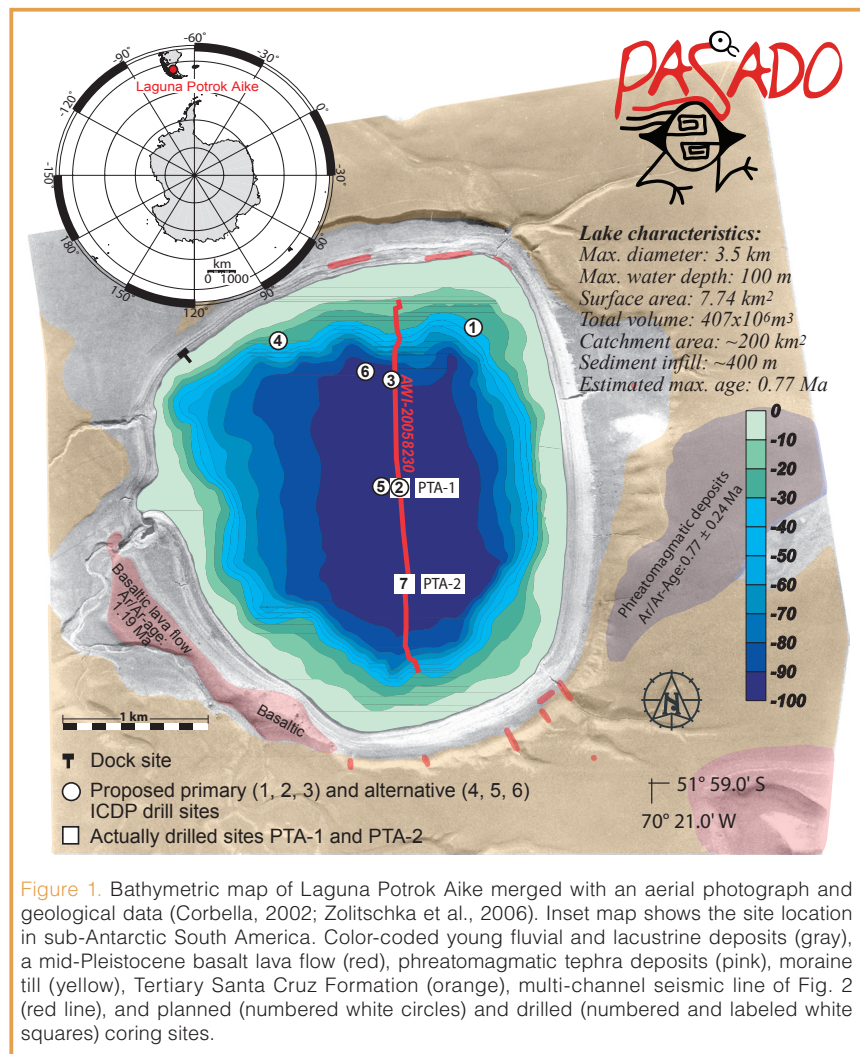 -60°
-90°
-30°
Laguna Potrok Aike
-120°
0°
-150°
-30°
180°
60°
km
0 1000
150°
90°
120°
PASADO
Lake characteristics:
Max. diameter: 3.5 km
Max. water depth: 100 m
Surface area: 7.74 km²
Total volume: 407x10⁶m³
Catchment area: ~200 km²
Sediment infill: ~400 m
Estimated max. age: 0.77 Ma
1
4
6
3
AWI-20058230
5
2
PTA-1
7
PTA-2
0
-10
-20
-30
-40
-50
-60
-70
-80
-90
-100
Phreatomagmatic deposits
Ar/Ar-Age: 0.77 ± 0.24 Ma
Basaltic lava flow
Ar/Ar-age:
1.19 Ma
Basaltic
N
1 km
Dock site
Proposed primary (1, 2, 3) and alternative (4, 5, 6)
ICDP drill sites
Actually drilled sites PTA-1 and PTA-2
51° 59.0' S
70° 21.0' W
Figure 1. Bathymetric map of Laguna Potrok Aike merged with an aerial photograph and
geological data (Corbella, 2002; Zolitschka et al., 2006). Inset map shows the site location
in sub-Antarctic South America. Color-coded young fluvial and lacustrine deposits (gray),
a mid-Pleistocene basalt lava flow (red), phreatomagmatic tephra deposits (pink), moraine
till (yellow), Tertiary Santa Cruz Formation (orange), multi-channel seismic line of Fig. 2
(red line), and planned (numbered white circles) and drilled (numbered and labeled white
squares) coring sites.